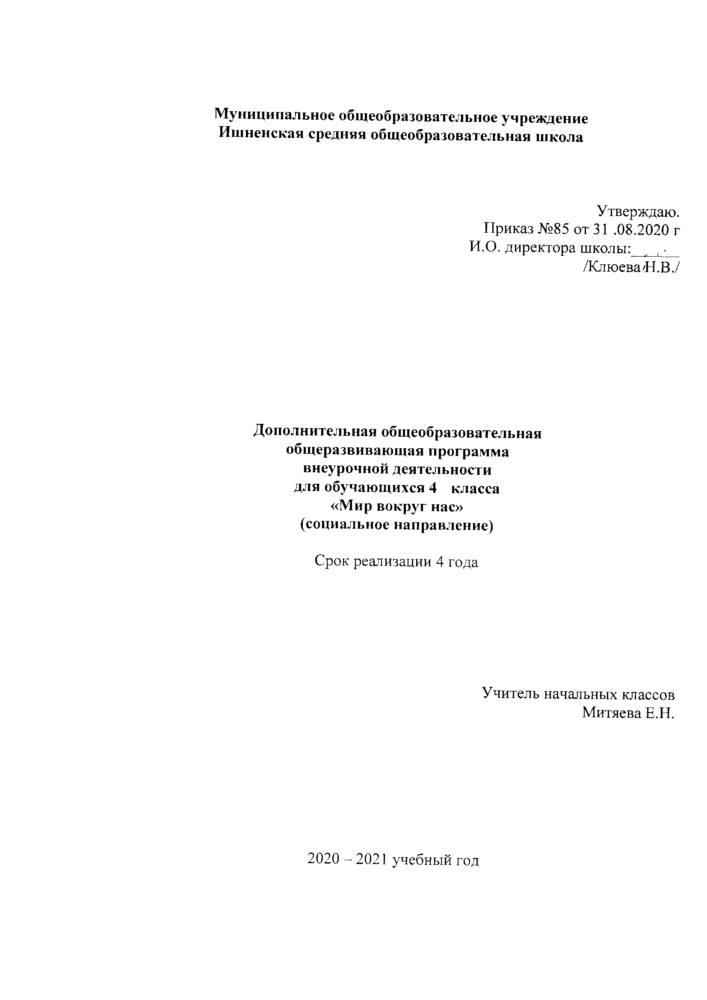 Муниципальное общеобразовательное учреждение
Ишненская средняя общеобразовательная школа
Утверждаю.
Приказ №85 от 31 .08.2020 г
И.О. директора школы:________
/Клюева Н.В./
Дополнительная общеобразовательная
общеразвивающая программа
внеурочной деятельности
для обучающихся 4 класса
«Мир вокруг нас»
(социальное направление)
Срок реализации 4 года
Учитель начальных классов
Митяева Е.Н.
2020 – 2021 учебный год